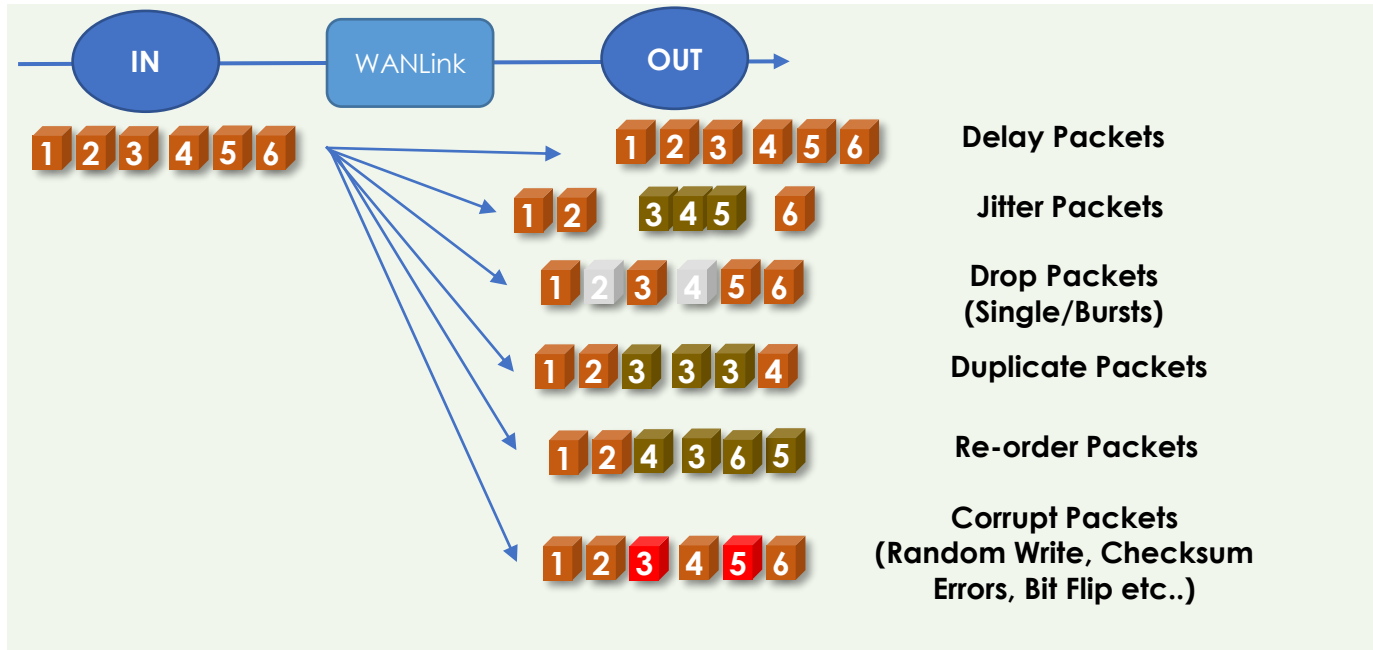 IN WANLink OUT
1 2 3 4 5 6
1 2 3 4 5 6 Delay Packets
1 2 3 4 5 6 Jitter Packets
1 2 3 4 5 6 Drop Packets
(Single/Bursts)
1 2 3 3 3 4 Duplicate Packets
1 2 4 3 6 5 Re-order Packets
Corrupt Packets
1 2 3 4 5 6 (Random Write, Checksum
Errors, Bit Flip etc..)